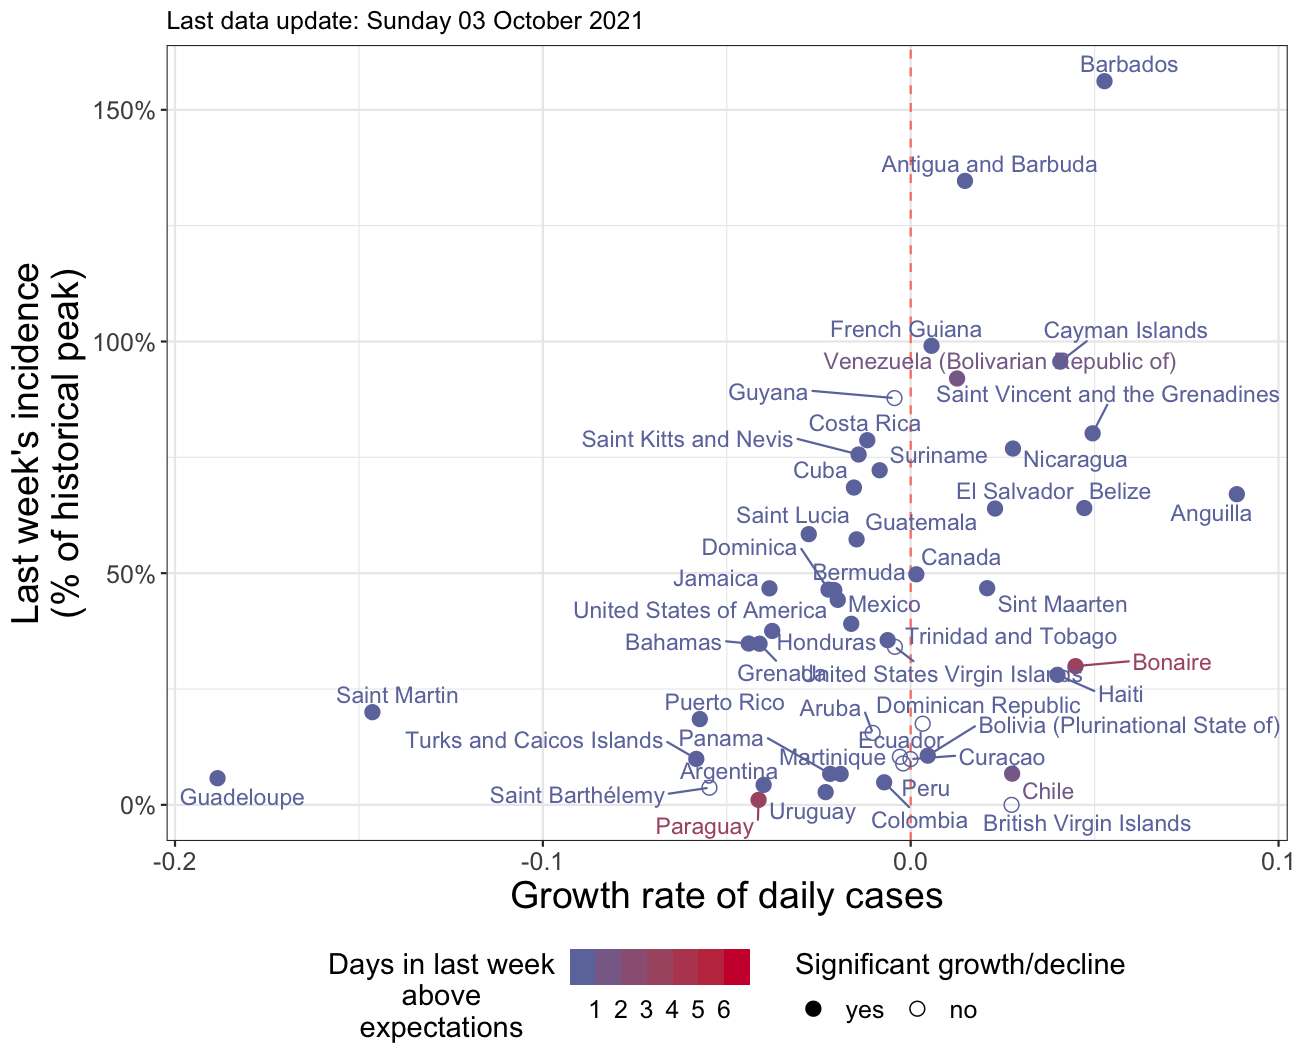 Last data update: Sunday 03 October 2021
Last week's incidence
(% of historical peak)
150%
100%
50%
0%
Barbados
Antigua and Barbuda
French Guiana
Cayman Islands
Venezuela (Bolivarian Republic of)
Guyana
Saint Vincent and the Grenadines
Costa Rica
Saint Kitts and Nevis
Suriname
Nicaragua
Cuba
El Salvador
Belize
Anguilla
Saint Lucia
Guatemala
Dominica
Canada
Bermuda
Jamaica
Mexico
Sint Maarten
United States of America
Trinidad and Tobago
Bahamas
Honduras
Bonaire
Grenada
United States Virgin Islands
Haiti
Saint Martin
Puerto Rico
Aruba
Dominican Republic
Bolivia (Plurinational State of)
Turks and Caicos Islands
Panama
Ecuador
Martinique
Curaçao
Argentina
Guadeloupe
Saint Barthélemy
Peru
Chile
Uruguay
Colombia
British Virgin Islands
Paraguay
-0.2
-0.1
0.0
0.1
Growth rate of daily cases
Days in last week
above
expectations
1 2 3 4 5 6
Significant growth/decline
yes
no